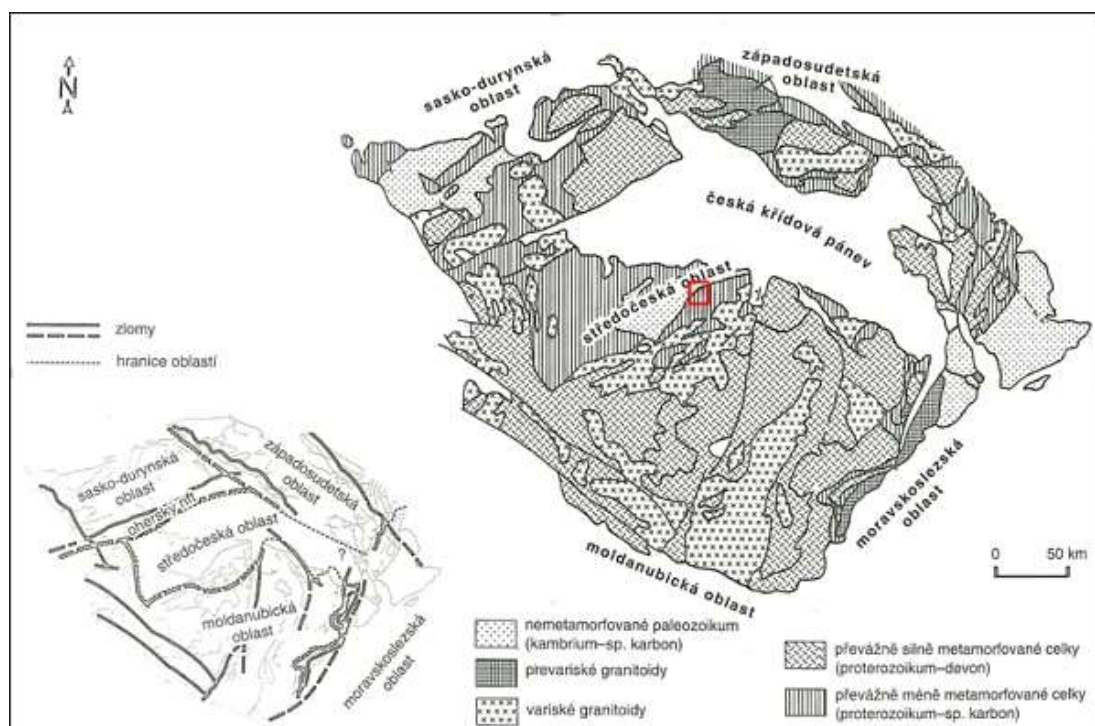 N
sasko-durynská
oblast
západosudetská
oblast
česká křídová pánev
středočeská oblast
zlomy
hranice oblastí
moldanubická oblast
moravskoslezská
oblast
0 50 km
sasko-durynská
oblast
západosudetská
oblast
oherský rift
středočeská oblast
?
moldanubická
oblast
moravskoslezská
oblast
nemetamorfované paleozoikum
(kambrium–sp. karbon)
prevariské granitoidy
variské granitoidy
převážně silně metamorfované celky
(proterozoikum–devon)
převážně méně metamorfované celky
(proterozoikum–sp. karbon)